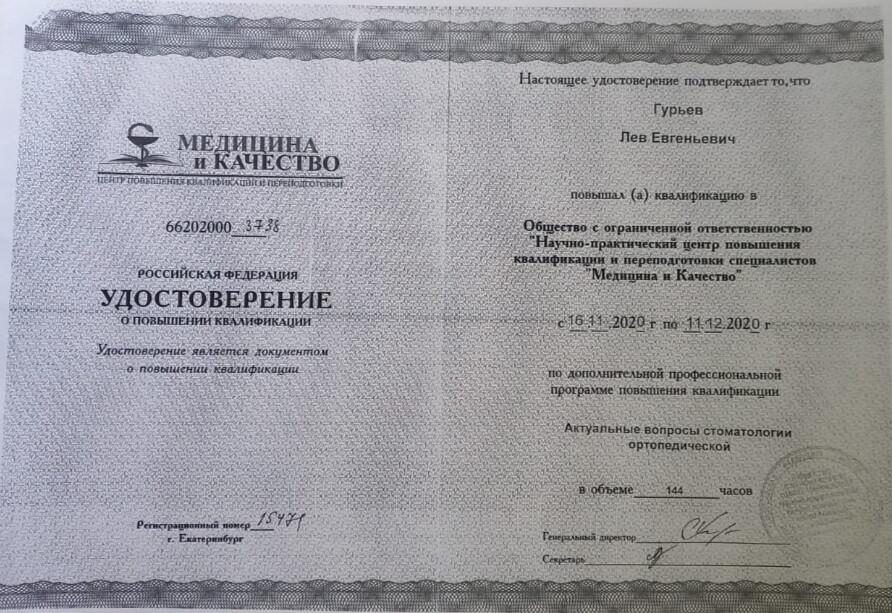 МЕДИЦИНА
и КАЧЕСТВО
ЦЕНТР ПОВЫШЕНИЯ КВАЛИФИКАЦИИ И ПЕРЕПОДГОТОВКИ
66202000 3738
РОССИЙСКАЯ ФЕДЕРАЦИЯ
УДОСТОВЕРЕНИЕ
О ПОВЫШЕНИИ КВАЛИФИКАЦИИ
Удостоверение является документом
о повышении квалификации
Регистрационный номер 15471
г. Екатеринбург
Настоящее удостоверение подтверждает то, что
Гурьев
Лев Евгеньевич
повышал (а) квалификацию в
Общество с ограниченной ответственностью
"Научно-практический центр повышения
квалификации и переподготовки специалистов
"Медицина и Качество"
с 16.11.2020 г по 11.12.2020 г
по дополнительной профессиональной
программе повышения квалификации
Актуальные вопросы стоматологии
ортопедической
в объеме 144 часов
Генеральный директор
Секретарь